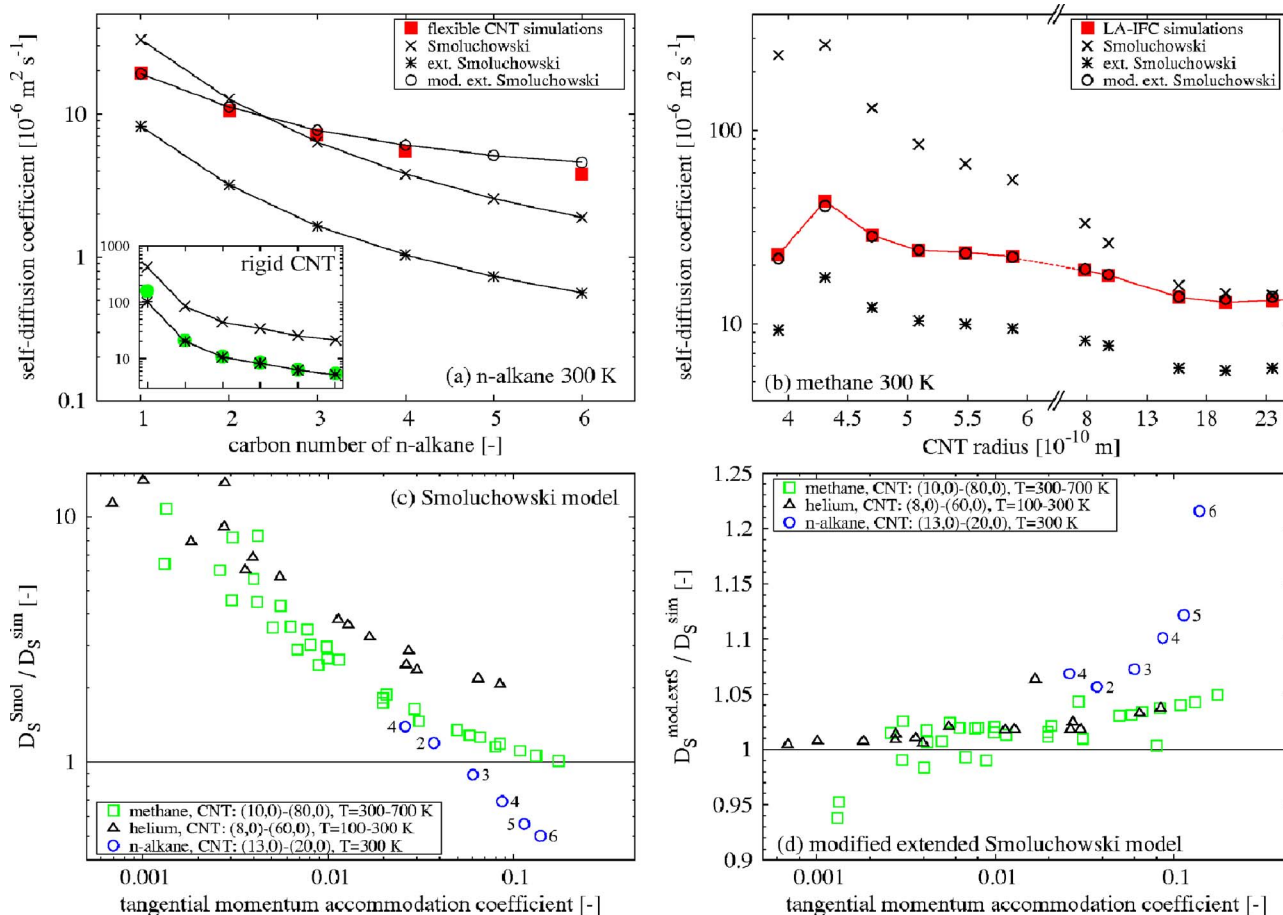 self-diffusion coefficient [10-6 m2 s-1]
10
1
0.1
flexible CNT simulations
Smoluchowski
ext. Smoluchowski
mod. ext. Smoluchowski
1000
100
10
rigid CNT
(a) n-alkane 300 K
1 2 3 4 5 6
carbon number of n-alkane [-]
self-diffusion coefficient [10-6 m2 s-1]
100
10
LA-IFC simulations
Smoluchowski
ext. Smoluchowski
mod. ext. Smoluchowski
(b) methane 300 K
4 4.5 5 5.5 6 8 13 18 23
CNT radius [10-10 m]
DSSmol / DSsim [-]
10
1
(c) Smoluchowski model
4
2
3
4
5
6
methane, CNT: (10,0)-(80,0), T=300-700 K
helium, CNT: (8,0)-(60,0), T=100-300 K
n-alkane, CNT: (13,0)-(20,0), T=300 K
0.001 0.01 0.1
tangential momentum accommodation coefficient [-]
DSmod.extS / DSsim [-]
1.25
1.2
1.15
1.1
1.05
1
0.95
0.9
methane, CNT: (10,0)-(80,0), T=300-700 K
helium, CNT: (8,0)-(60,0), T=100-300 K
n-alkane, CNT: (13,0)-(20,0), T=300 K
6
5
4
4
3
2
(d) modified extended Smoluchowski model
0.001 0.01 0.1
tangential momentum accommodation coefficient [-]